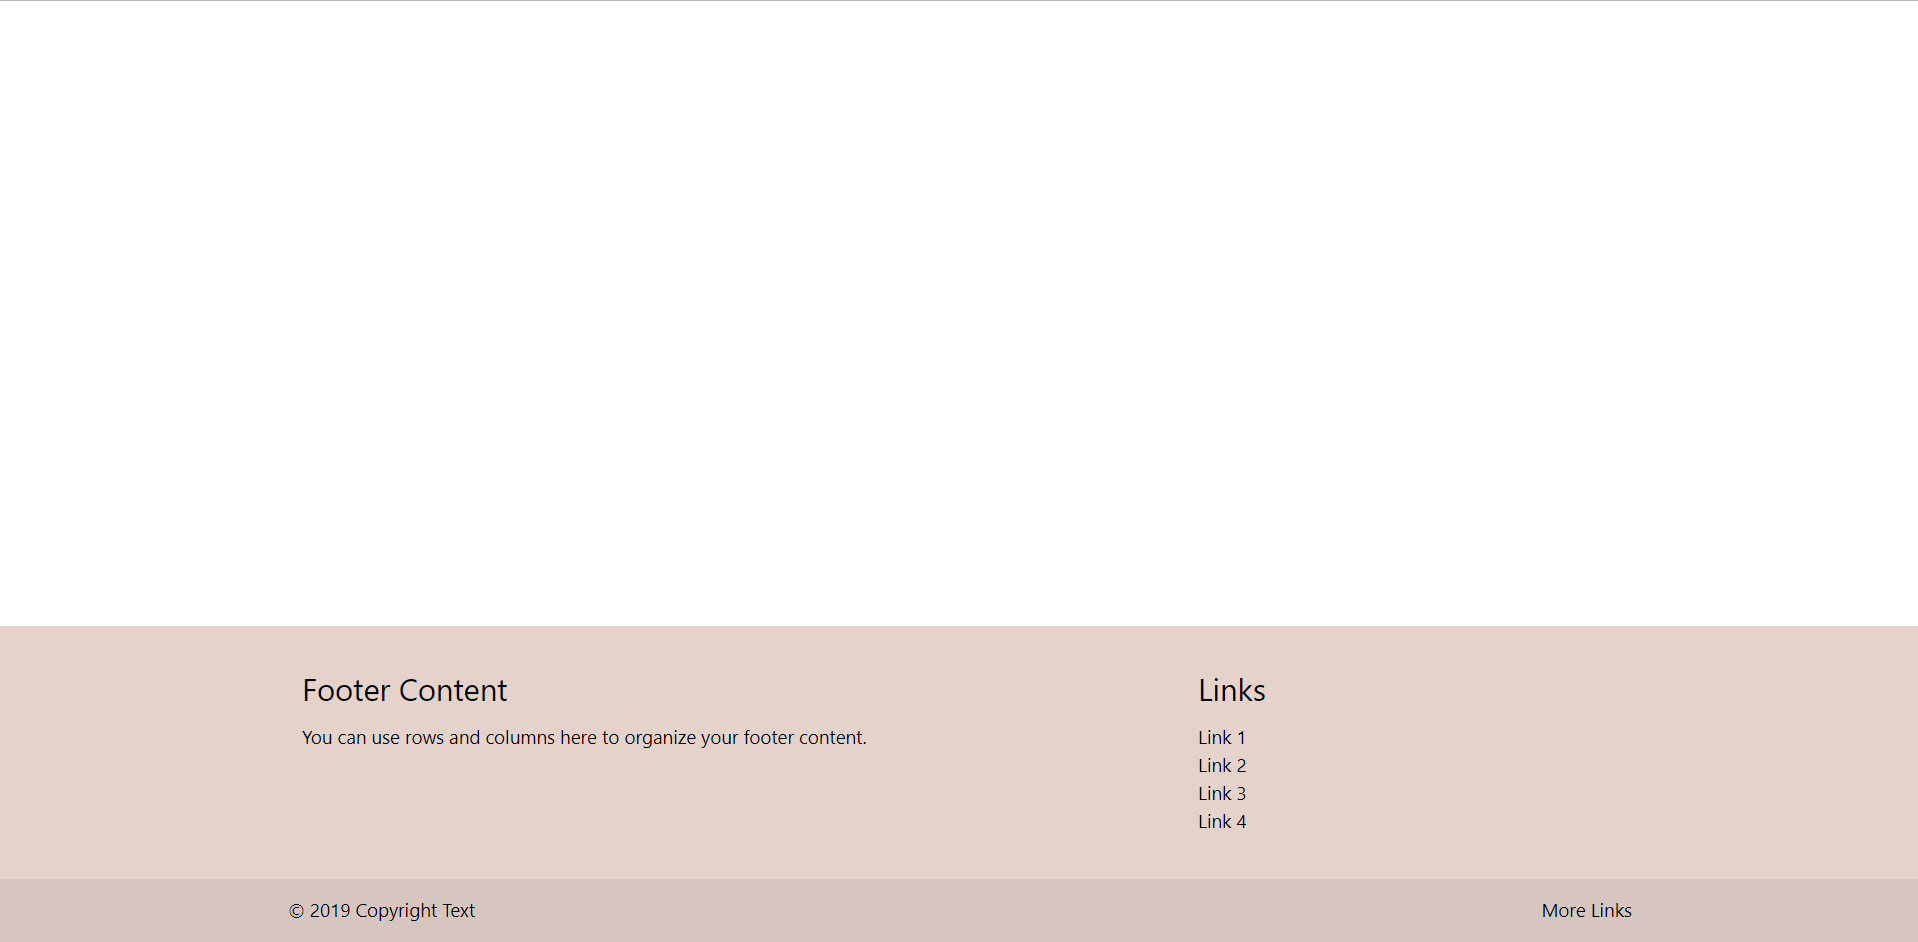 Footer Content
You can use rows and columns here to organize your footer content.
Links
Link 1
Link 2
Link 3
Link 4
© 2019 Copyright Text
More Links